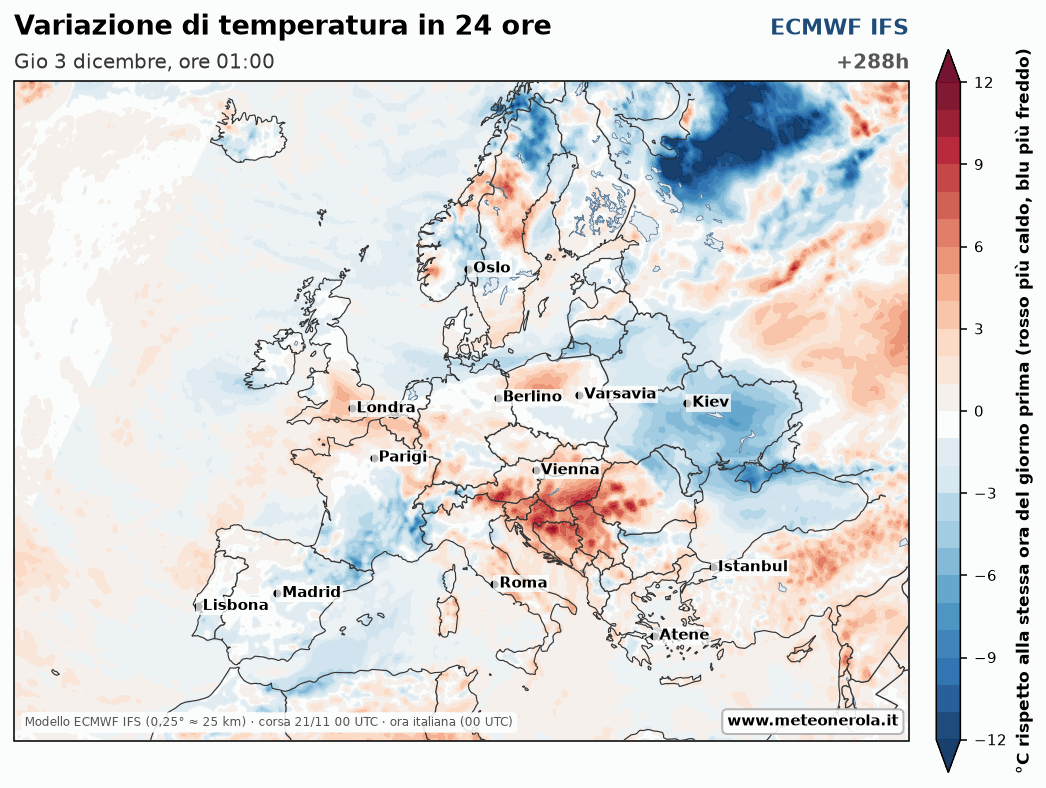 Variazione di temperatura in 24 ore
ECMWF IFS
Gio 3 dicembre, ore 01:00
+288h
Oslo
Londra
Berlino
Varsavia
Kiev
Parigi
Vienna
Madrid
Lisbona
Roma
Istanbul
Atene
12
9
6
3
0
−3
−6
−9
−12
°C rispetto alla stessa ora del giorno prima (rosso più caldo, blu più freddo)
Modello ECMWF IFS (0,25° ≈ 25 km) · corsa 21/11 00 UTC · ora italiana (00 UTC)
www.meteonerola.it